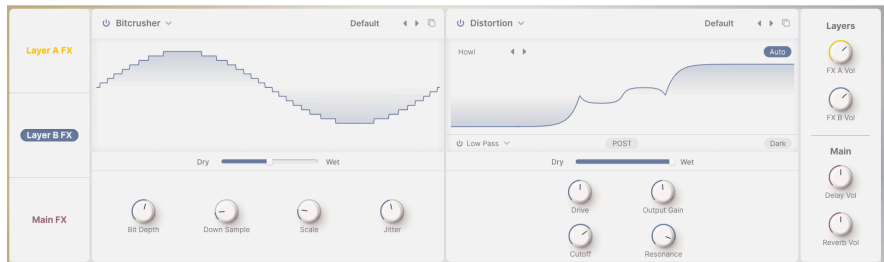 Layer A FX
Layer B FX
Main FX
Bitcrusher
Default
Dry
Wet
Bit Depth
Down Sample
Scale
Jitter
Distortion
Default
Howl
Auto
Low Pass
POST
Dark
Dry
Wet
Drive
Output Gain
Cutoff
Resonance
Layers
FX A Vol
FX B Vol
Main
Delay Vol
Reverb Vol